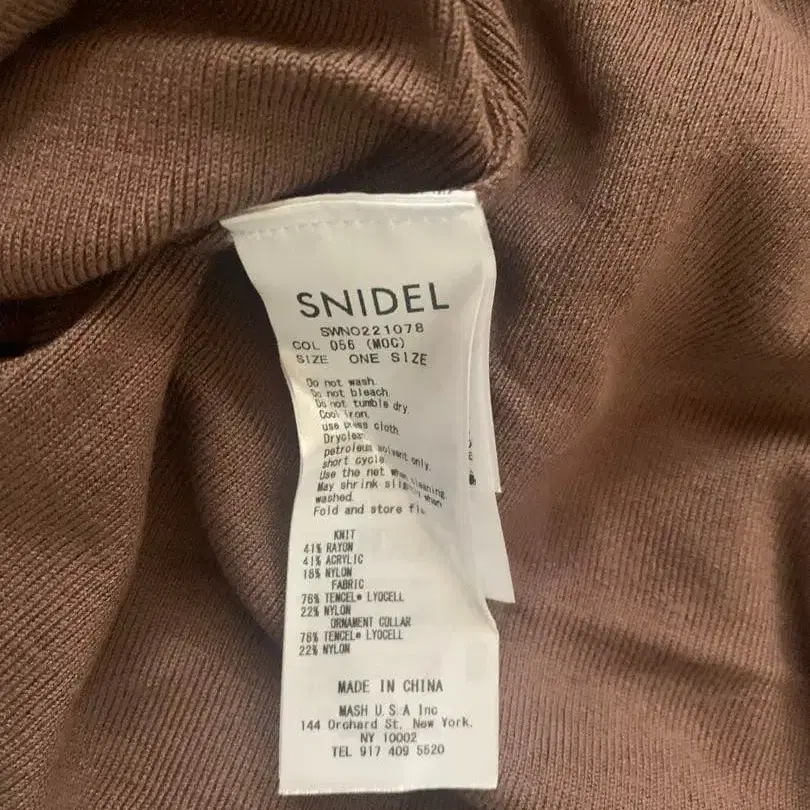 SNIDEL
SWNO221078
COL 056 (MOC)
SIZE ONE SIZE
Do not wash.
Do not bleach.
Do not tumble dry.
Cool iron.
use press cloth
Dryclean
petroleus solvent only.
short cycle.
Use the net when cleaning.
May shrink slightly when
washed.
Fold and store
KNIT
41% RAYON
41% ACRYLIC
18% NYLON
FABRIC
78% TENCEL® LYOCELL
22% NYLON
ORNAMENT COLLAR
78% TENCEL® LYOCELL
22% NYLON
MADE IN CHINA
MASH U.S.A Inc
144 Orchard St, New York,
NY 10002
TEL 917 409 5520